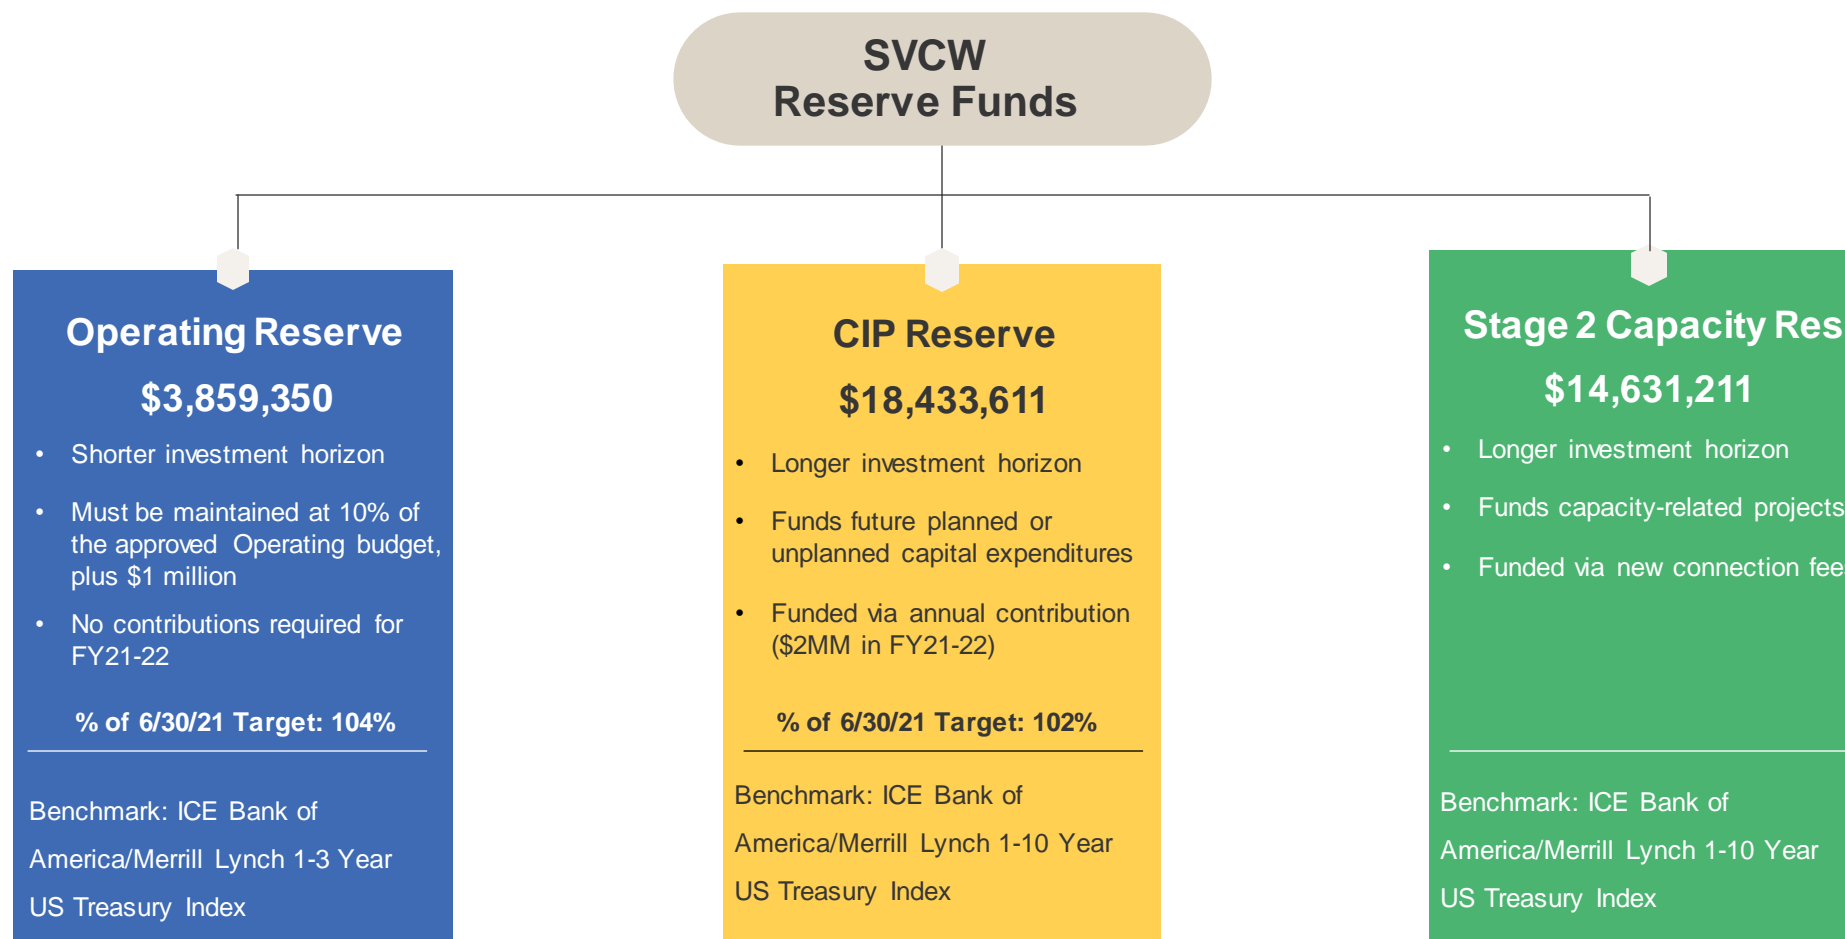 SVCW
Reserve Funds
Operating Reserve
$3,859,350
• Shorter investment horizon
• Must be maintained at 10% of
the approved Operating budget,
plus $1 million
• No contributions required for
FY21-22
% of 6/30/21 Target: 104%
Benchmark: ICE Bank of
America/Merrill Lynch 1-3 Year
US Treasury Index
CIP Reserve
$18,433,611
• Longer investment horizon
• Funds future planned or
unplanned capital expenditures
• Funded via annual contribution
($2MM in FY21-22)
% of 6/30/21 Target: 102%
Benchmark: ICE Bank of
America/Merrill Lynch 1-10 Year
US Treasury Index
Stage 2 Capacity Res
$14,631,211
• Longer investment horizon
• Funds capacity-related projects
• Funded via new connection fee
Benchmark: ICE Bank of
America/Merrill Lynch 1-10 Year
US Treasury Index